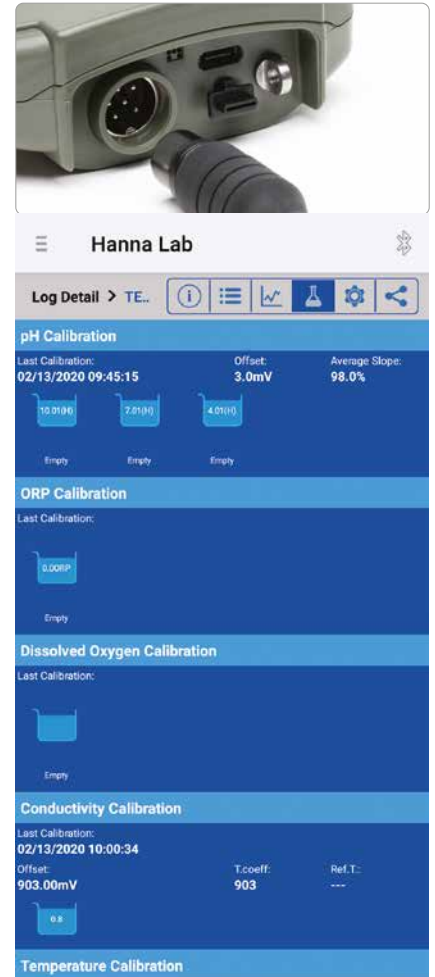 Hanna Lab
Log Detail > TE..
pH Calibration
Last Calibration: Offset: Average Slope:
02/13/2020 09:45:15 3.0mV 98.0%
10.01(H) 7.01(H) 4.01(H)
Empty Empty Empty
ORP Calibration
Last Calibration:
0.0ORP
Empty
Dissolved Oxygen Calibration
Last Calibration:
Empty
Conductivity Calibration
Last Calibration:
02/13/2020 10:00:34
Offset: T.coeff: Ref.T.:
903.00mV 903 ---
0.8
Temperature Calibration